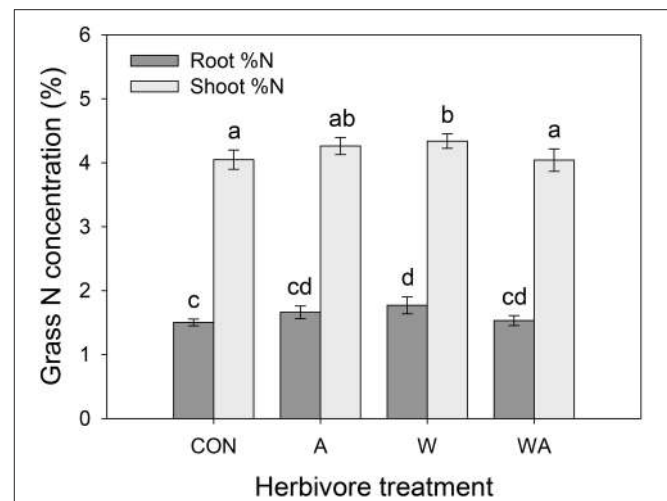 6
Root %N
Shoot %N
5
4
3
2
1
0
Grass N concentration (%)
a
ab
b
a
c
cd
d
cd
CON A W WA
Herbivore treatment